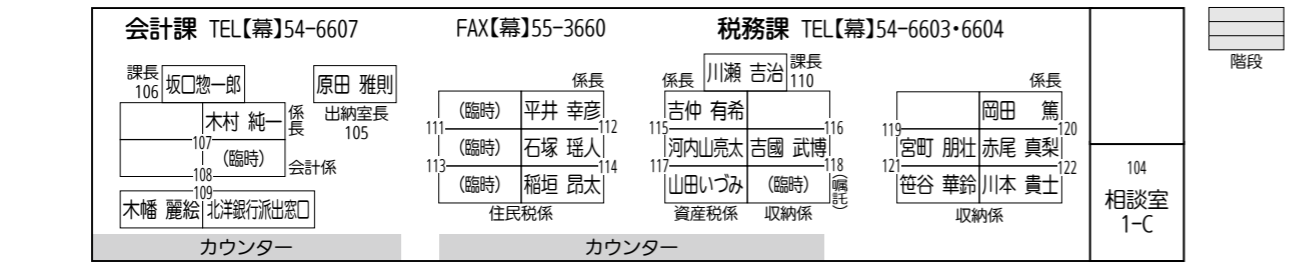 会計課 TEL【幕】54-6607 FAX【幕】55-3660 税務課 TEL【幕】54-6603・6604
課長
106
坂口惣一郎
原田 雅則
出納室長
105
木村 純一
係長
107
(臨時)
108
会計係
109
木幡 麗絵
北洋銀行派出窓口
カウンター
係長
(臨時) 平井 幸彦
111 112
(臨時) 石塚 瑶人
113 114
(臨時) 稲垣 昂太
住民税係
係長
川瀬 吉治
課長
110
吉仲 有希
115 116
河内山亮太 吉國 武博
117 118
山田いづみ (臨時)
(嘱託)
資産税係 収納係
カウンター
係長
岡田 篤
119 120
宮町 朋壮 赤尾 真梨
121 122
笹谷 華鈴 川本 貴士
収納係
104
相談室
1-C
階段